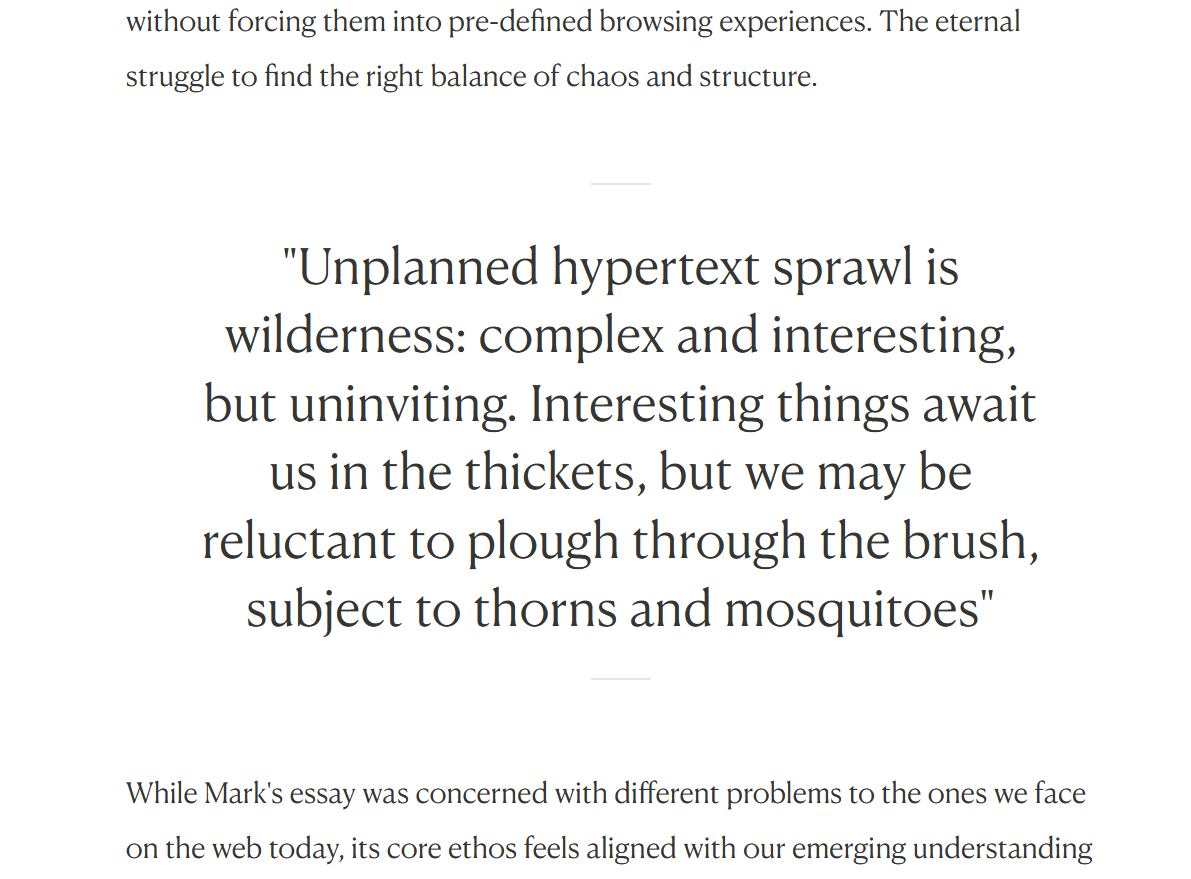 without forcing them into pre-defined browsing experiences. The eternal
struggle to find the right balance of chaos and structure.
"Unplanned hypertext sprawl is
wilderness: complex and interesting,
but uninviting. Interesting things await
us in the thickets, but we may be
reluctant to plough through the brush,
subject to thorns and mosquitoes"
While Mark's essay was concerned with different problems to the ones we face
on the web today, its core ethos feels aligned with our emerging understanding